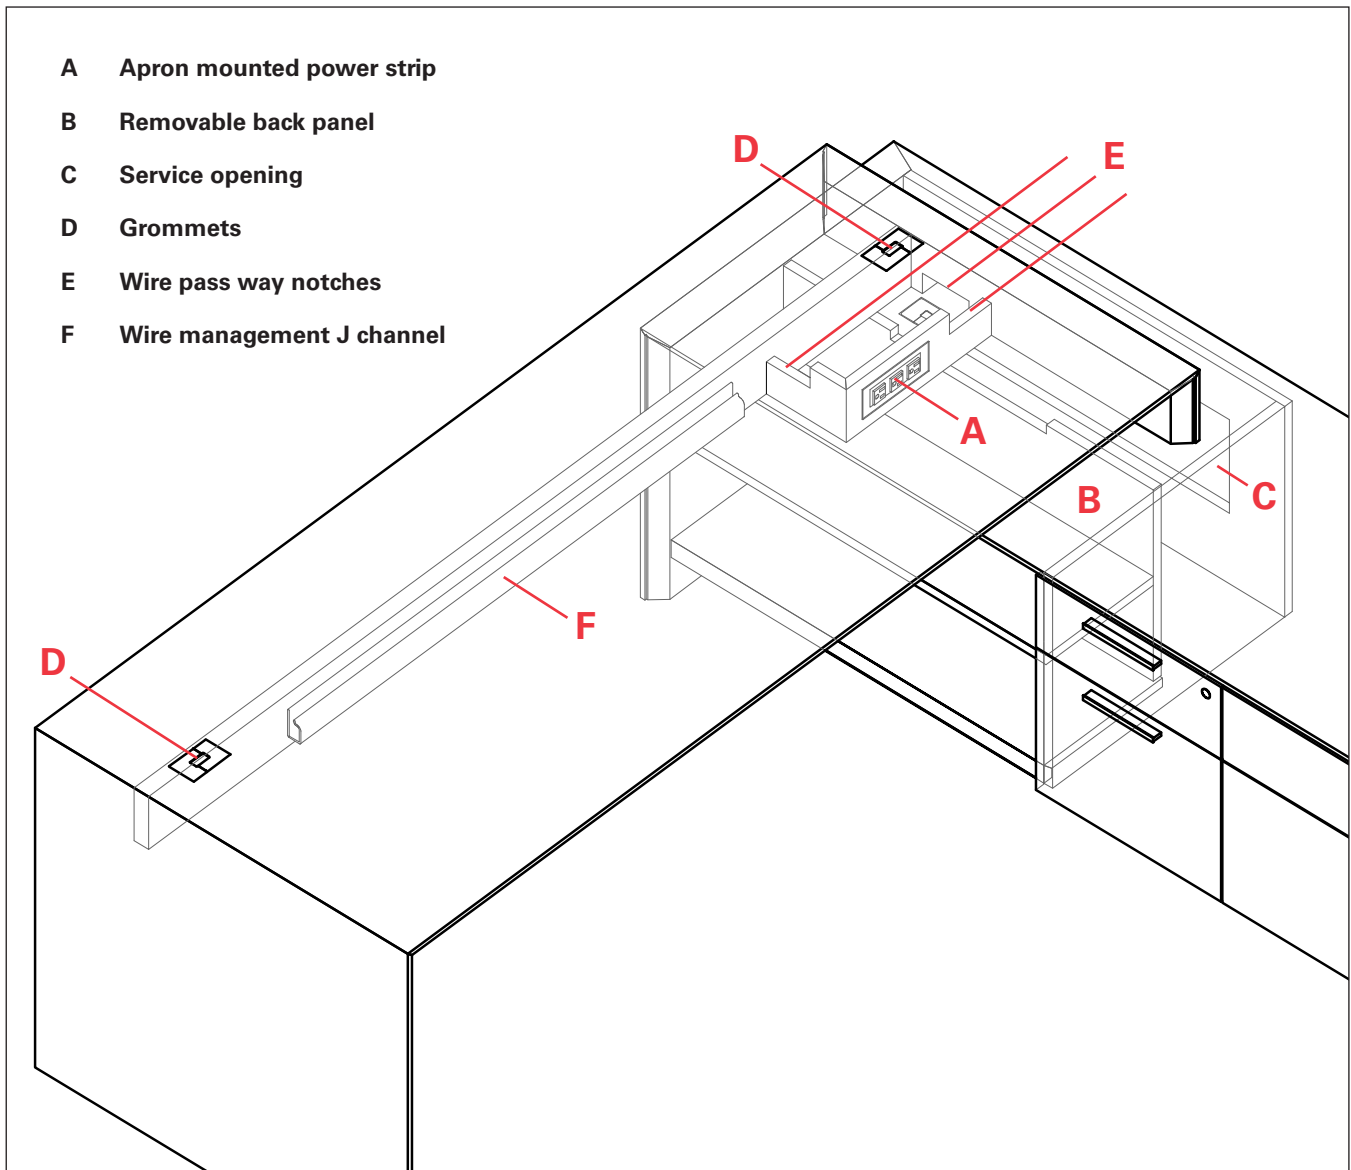 A Apron mounted power strip
B Removable back panel
C Service opening
D Grommets
E Wire pass way notches
F Wire management J channel
D
E
A
B
C
F
D